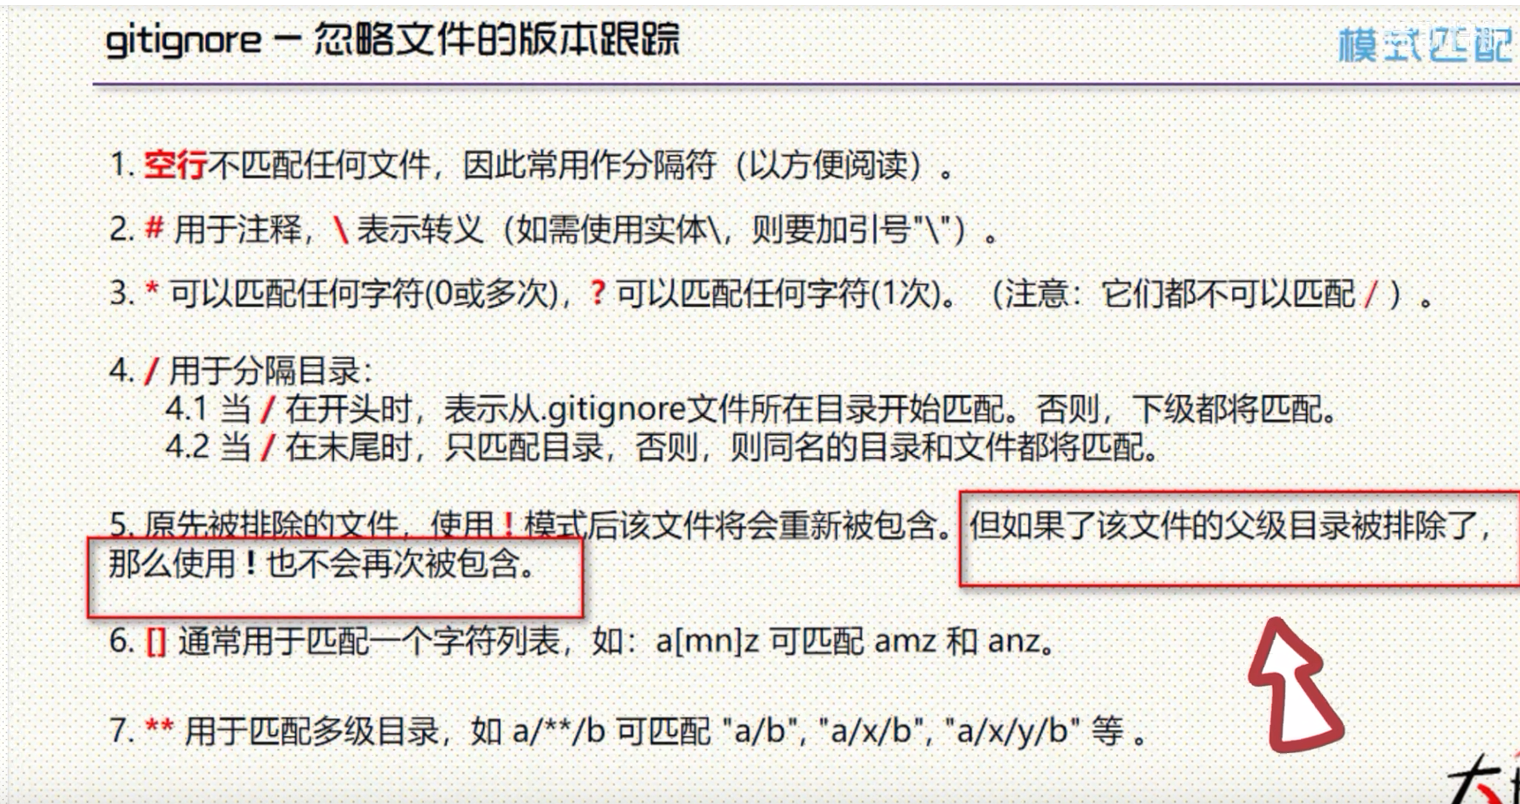 gitignore – 忽略文件的版本跟踪
模式匹配
1. 空行不匹配任何文件，因此常用作分隔符（以方便阅读）。
2. # 用于注释，\ 表示转义（如需使用实体\，则要加引号"\"）。
3. * 可以匹配任何字符(0或多次)，? 可以匹配任何字符(1次)。（注意：它们都不可以匹配 / ）。
4. / 用于分隔目录：
4.1 当 / 在开头时，表示从.gitignore文件所在目录开始匹配。否则，下级都将匹配。
4.2 当 / 在末尾时，只匹配目录，否则，则同名的目录和文件都将匹配。
5. 原先被排除的文件，使用 ! 模式后该文件将会重新被包含。但如果了该文件的父级目录被排除了，
那么使用 ! 也不会再次被包含。
6. [] 通常用于匹配一个字符列表，如：a[mn]z 可匹配 amz 和 anz。
7. ** 用于匹配多级目录，如 a/**/b 可匹配 "a/b", "a/x/b", "a/x/y/b" 等 。
大